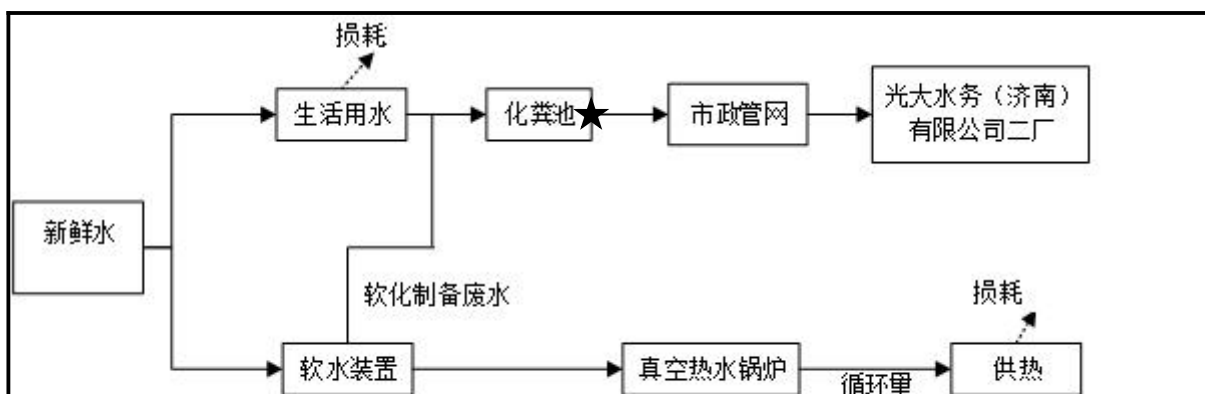 损耗
生活用水
化粪池
市政管网
光大水务（济南）
有限公司二厂
新鲜水
软化制备废水
损耗
软水装置
真空热水锅炉
循环量
供热